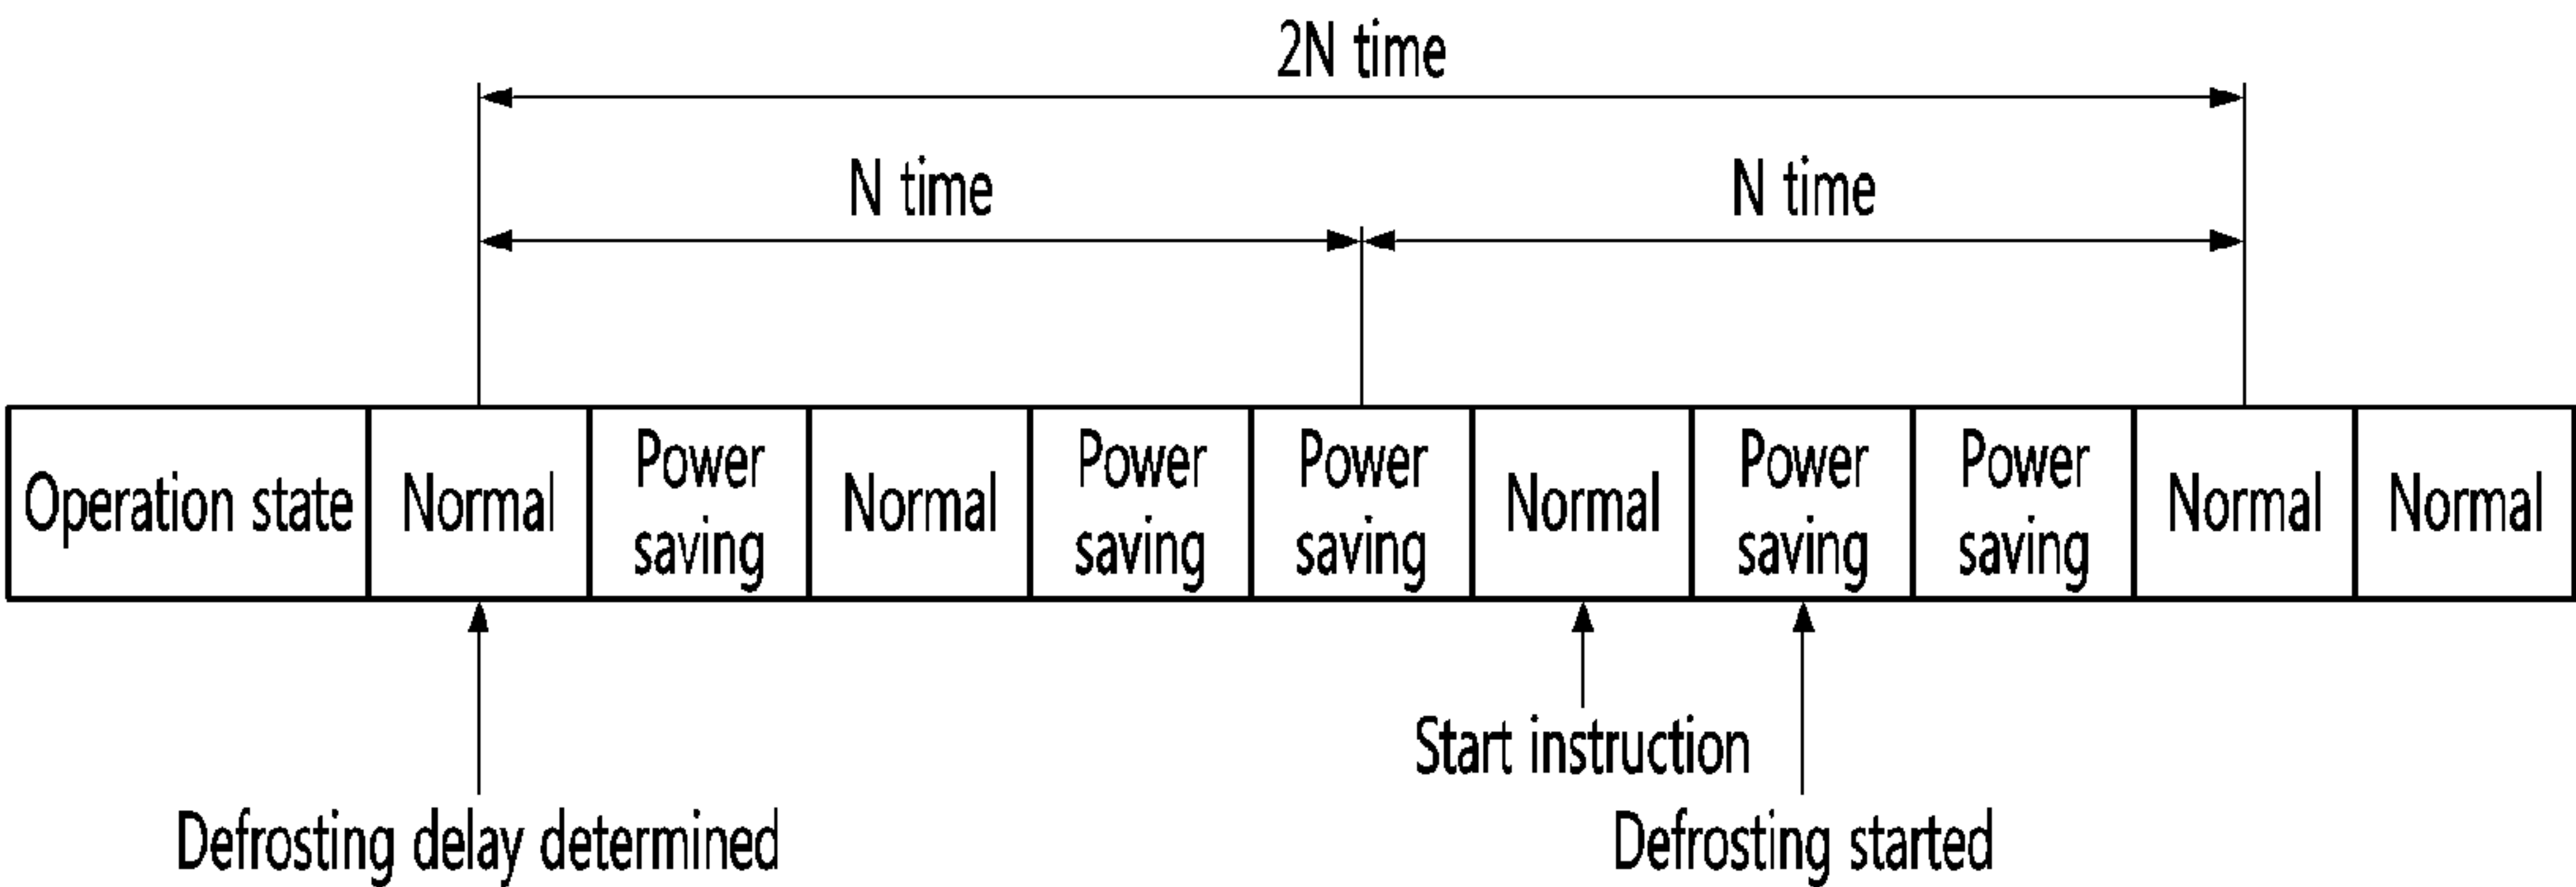 2N time
N time
N time
Operation state
Normal
Power
saving
Normal
Power
saving
Power
saving
Normal
Power
saving
Power
saving
Normal
Normal
Start instruction
Defrosting delay determined
Defrosting started